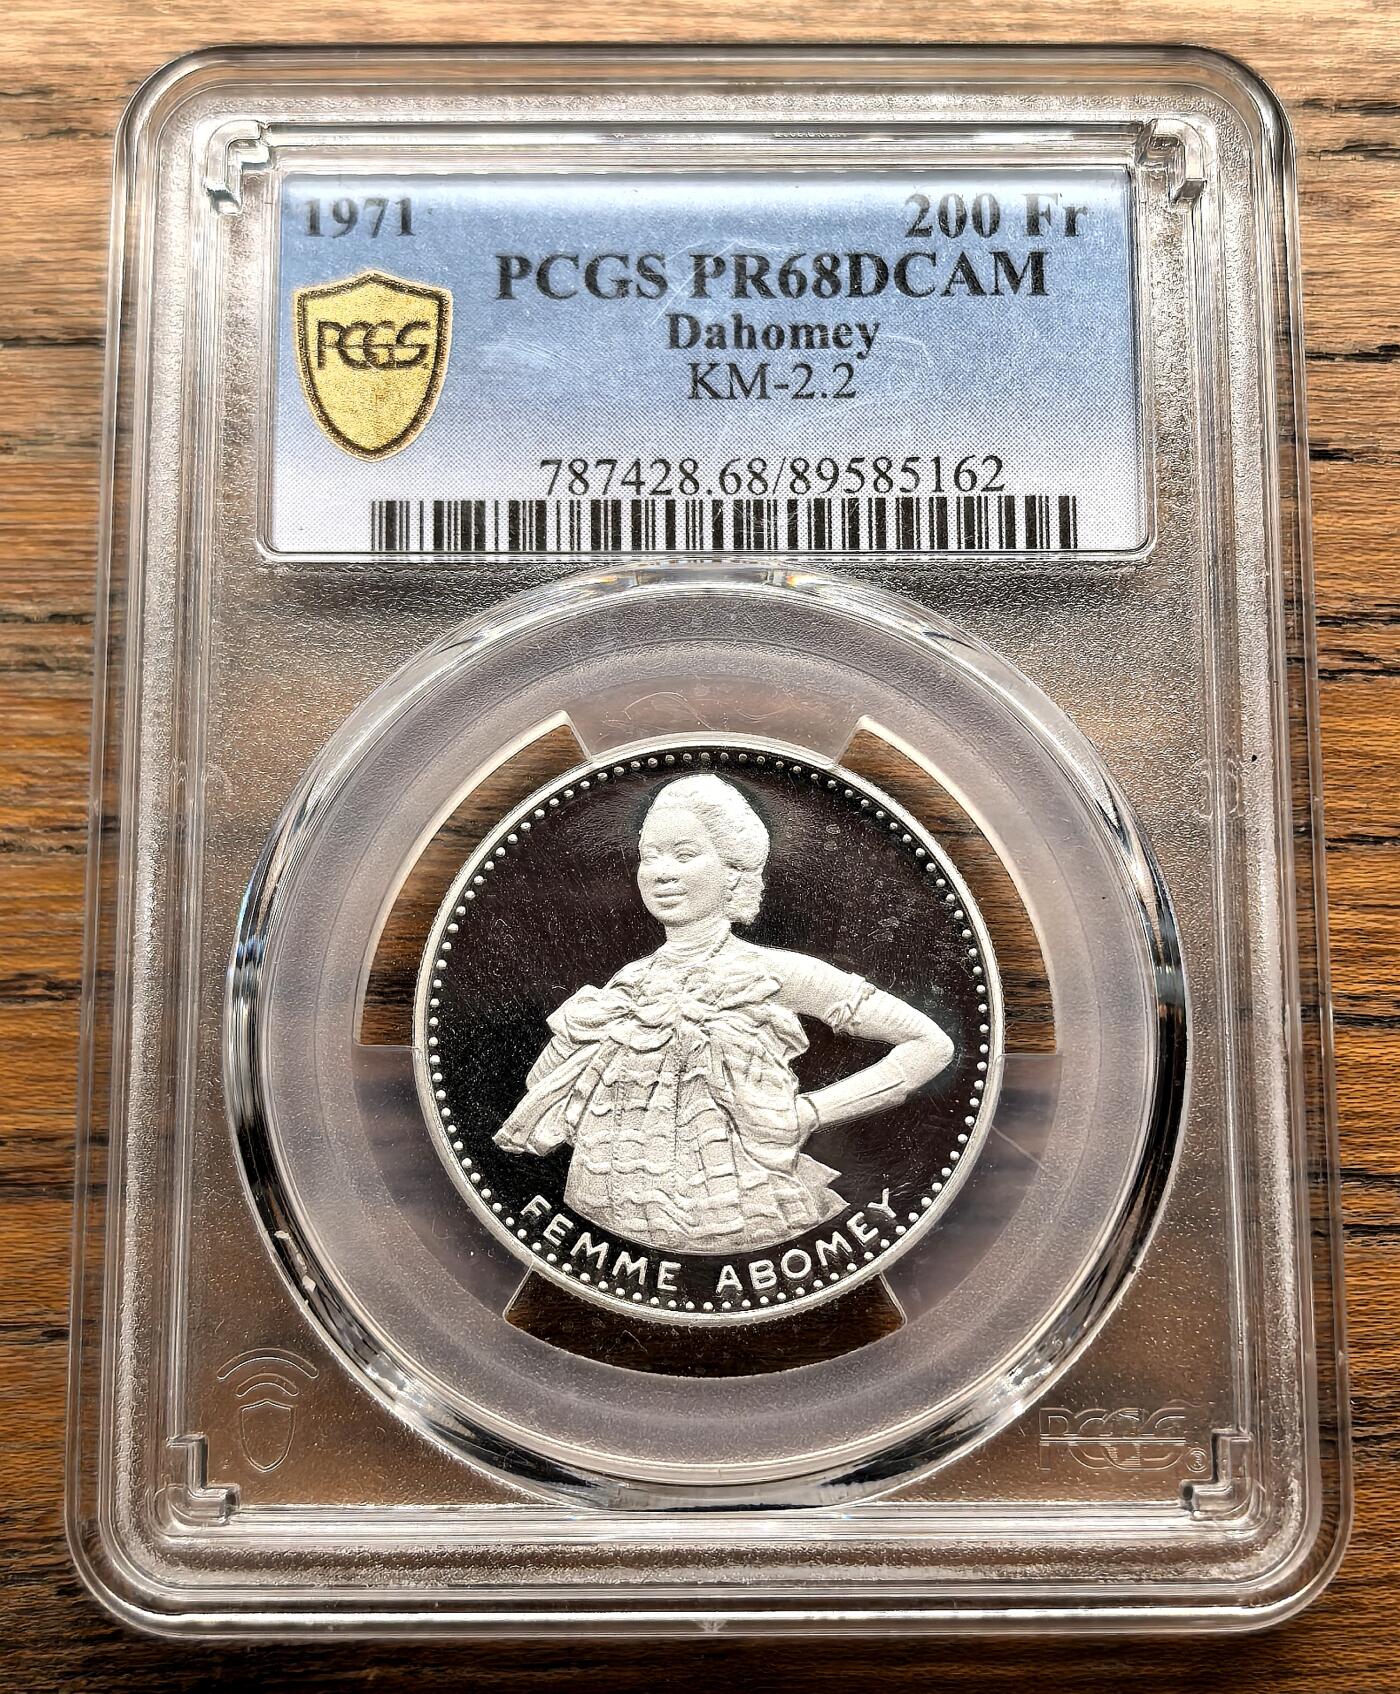 1971 200 Fr
PCGS PR68DCAM
Dahomey
KM-2.2
PCGS
787428.68/89585162
FEMME ABOMEY
PCGS